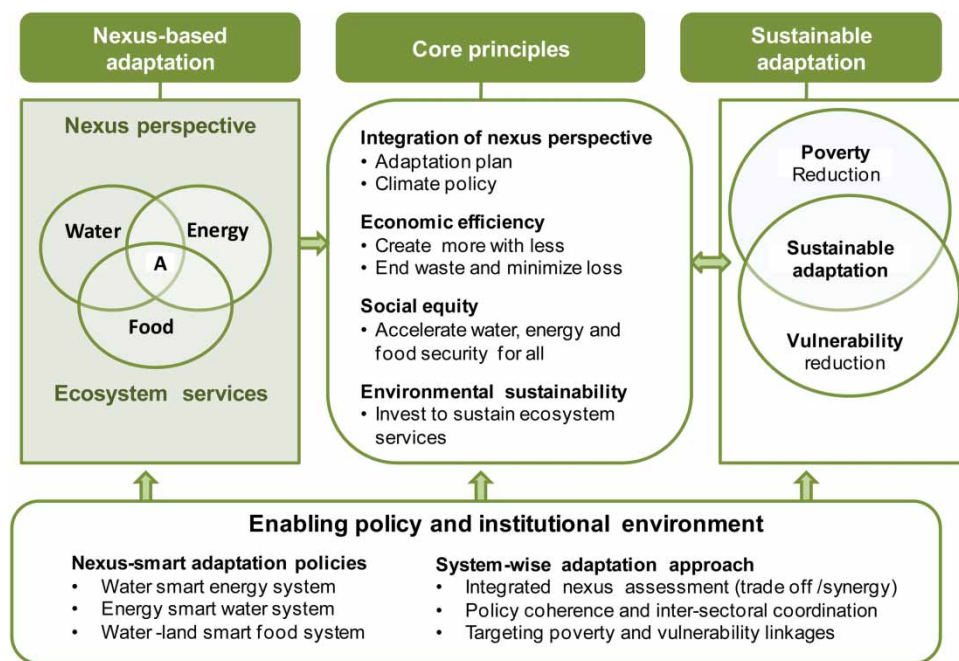 Nexus-based
adaptation
Core principles
Sustainable
adaptation
Nexus perspective
Water
Energy
A
Food
Ecosystem services
Integration of nexus perspective
• Adaptation plan
• Climate policy
Economic efficiency
• Create more with less
• End waste and minimize loss
Social equity
• Accelerate water, energy and
food security for all
Environmental sustainability
• Invest to sustain ecosystem
services
Poverty
Reduction
Sustainable
adaptation
Vulnerability
reduction
Enabling policy and institutional environment
Nexus-smart adaptation policies
• Water smart energy system
• Energy smart water system
• Water -land smart food system
System-wise adaptation approach
• Integrated nexus assessment (trade off /synergy)
• Policy coherence and inter-sectoral coordination
• Targeting poverty and vulnerability linkages